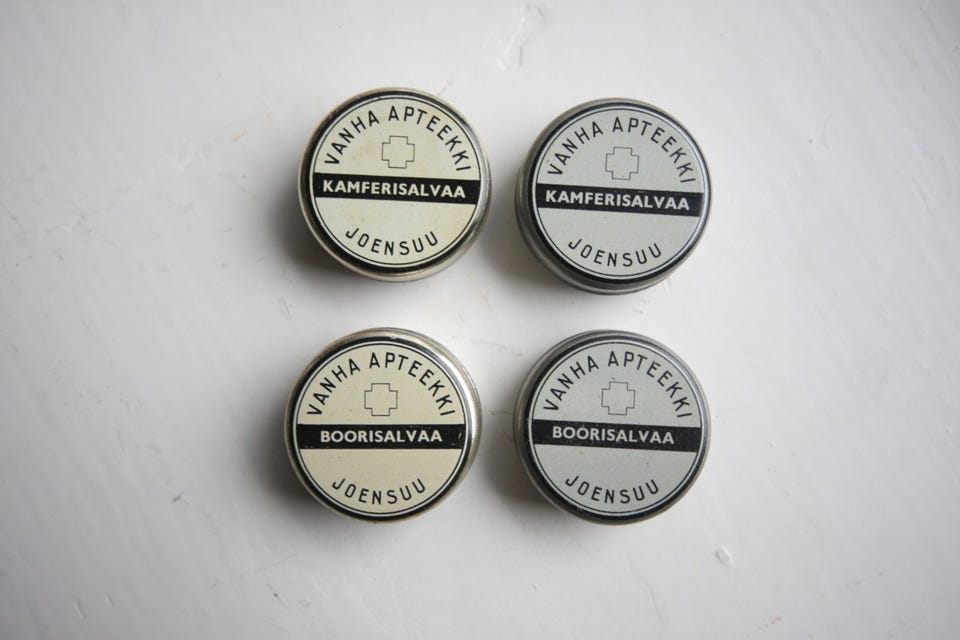 VANHA APTEEKKI
KAMFERISALVAA
JOENSUU
VANHA APTEEKKI
KAMFERISALVAA
JOENSUU
VANHA APTEEKKI
BOORISALVAA
JOENSUU
VANHA APTEEKKI
BOORISALVAA
JOENSUU